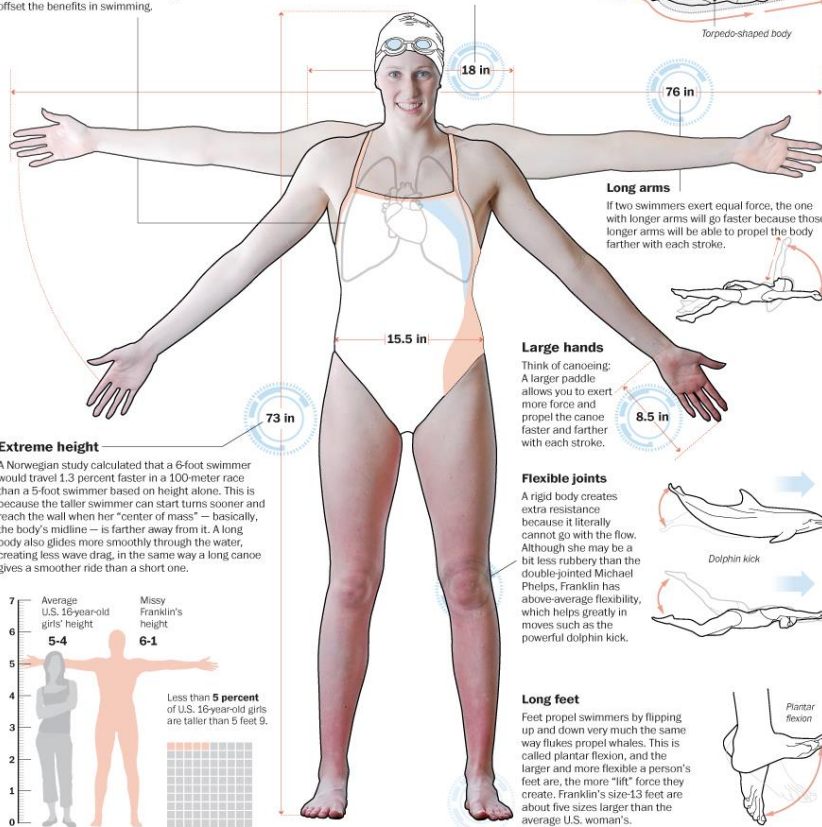 offset the benefits in swimming.
Torpedo-shaped body
18 in
76 in
Long arms
If two swimmers exert equal force, the one
with longer arms will go faster because those
longer arms will be able to propel the body
farther with each stroke.
15.5 in
Large hands
Think of canoeing:
A larger paddle
allows you to exert
more force and
propel the canoe
faster and farther
with each stroke.
8.5 in
73 in
Extreme height
A Norwegian study calculated that a 6-foot swimmer
would travel 1.3 percent faster in a 100-meter race
than a 5-foot swimmer based on height alone. This is
because the taller swimmer can start turns sooner and
reach the wall when her "center of mass" — basically,
the body's midline — is farther away from it. A long
body also glides more smoothly through the water,
creating less wave drag, in the same way a long canoe
gives a smoother ride than a short one.
Flexible joints
A rigid body creates
extra resistance
because it literally
cannot go with the flow.
Although she may be a
bit less rubbery than the
double-jointed Michael
Phelps, Franklin has
above-average flexibility,
which helps greatly in
moves such as the
powerful dolphin kick.
Dolphin kick
7
6
5
4
3
2
1
0
Average
U.S. 16-year-old
girls' height
5-4
Missy
Franklin's
height
6-1
Less than 5 percent
of U.S. 16-year-old girls
are taller than 5 feet 9.
Long feet
Feet propel swimmers by flipping
up and down very much the same
way flukes propel whales. This is
called plantar flexion, and the
larger and more flexible a person's
feet are, the more "lift" force they
create. Franklin's size-13 feet are
about five sizes larger than the
average U.S. woman's.
Plantar
flexion